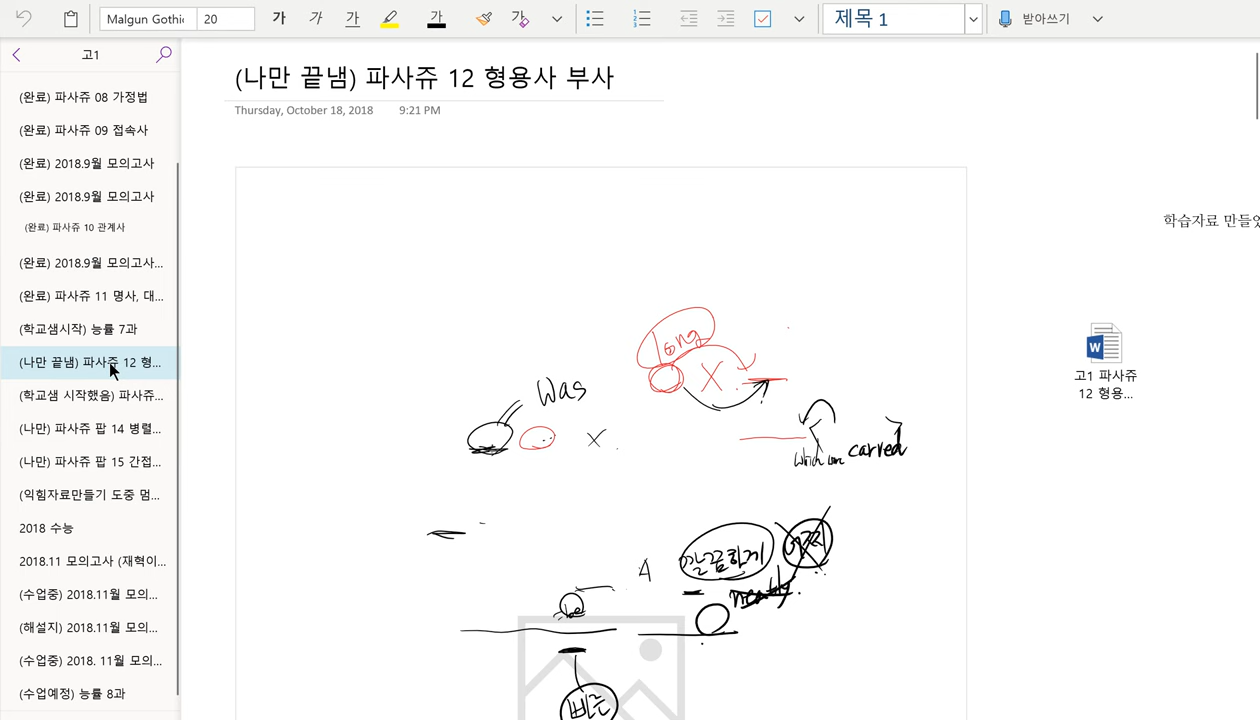 Malgun Gothic 20 가 가 가 가 가 제목 1 받아쓰기
고1
(완료) 파사쥬 08 가정법
(완료) 파사쥬 09 접속사
(완료) 2018.9월 모의고사
(완료) 2018.9월 모의고사
(완료) 파사쥬 10 관계사
(완료) 2018.9월 모의고사...
(완료) 파사쥬 11 명사, 대...
(학교샘시작) 능률 7과
(나만 끝냄) 파사쥬 12 형...
(학교샘 시작했음) 파사쥬...
(나만) 파사쥬 팝 14 병렬...
(나만) 파사쥬 팝 15 간접...
(익힘자료만들기 도중 멈...
2018 수능
2018.11 모의고사 (재혁이...
(수업중) 2018.11월 모의...
(해설지) 2018.11월 모의...
(수업중) 2018. 11월 모의...
(수업예정) 능률 8과
(나만 끝냄) 파사쥬 12 형용사 부사
Thursday, October 18, 2018 9:21 PM
학습자료 만들었
W
고1 파사쥬
12 형용...
long
X
was
X
which carved
깔끔하게
A
neatly
be
빠른